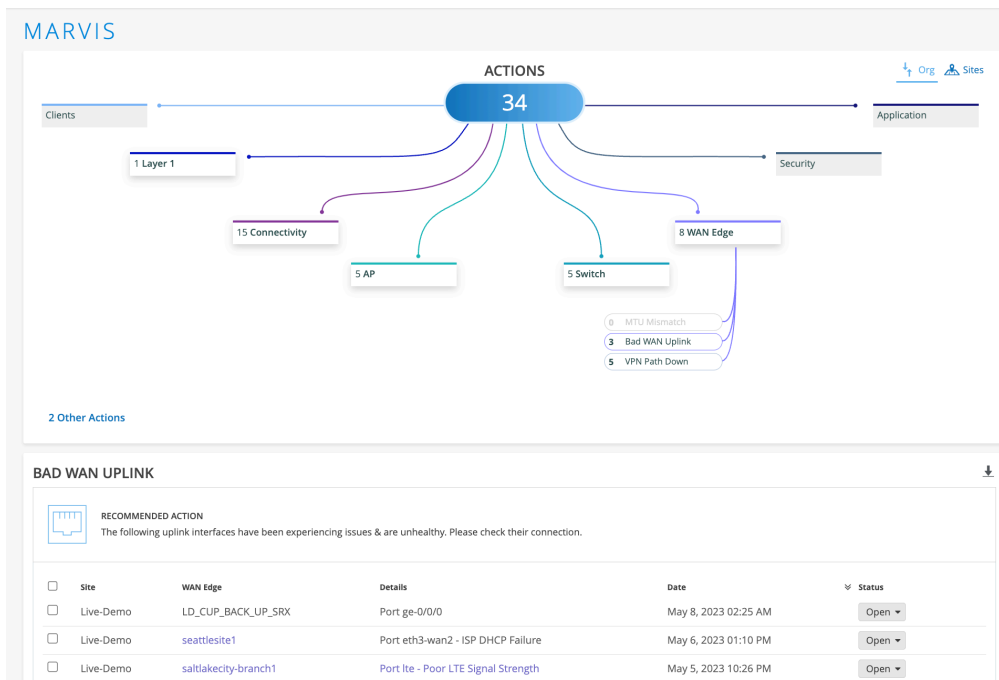 MARVIS
ACTIONS
Org Sites
34
Clients
Application
1 Layer 1
Security
15 Connectivity
8 WAN Edge
5 AP
5 Switch
0 MTU Mismatch
3 Bad WAN Uplink
5 VPN Path Down
2 Other Actions
BAD WAN UPLINK
RECOMMENDED ACTION
The following uplink interfaces have been experiencing issues & are unhealthy. Please check their connection.
Site WAN Edge Details Date Status
Live-Demo LD_CUP_BACK_UP_SRX Port ge-0/0/0 May 8, 2023 02:25 AM Open
Live-Demo seattlesite1 Port eth3-wan2 - ISP DHCP Failure May 6, 2023 01:10 PM Open
Live-Demo saltlakecity-branch1 Port lte - Poor LTE Signal Strength May 5, 2023 10:26 PM Open